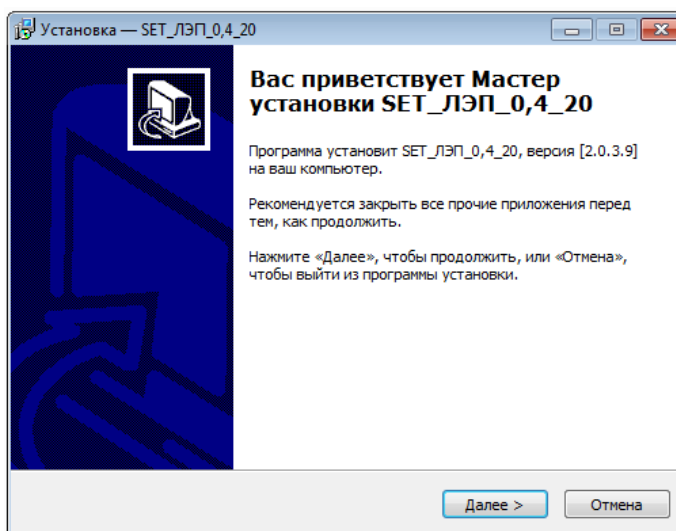 Установка — SET_ЛЭП_0,4_20
Вас приветствует Мастер
установки SET_ЛЭП_0,4_20
Программа установит SET_ЛЭП_0,4_20, версия [2.0.3.9]
на ваш компьютер.
Рекомендуется закрыть все прочие приложения перед
тем, как продолжить.
Нажмите «Далее», чтобы продолжить, или «Отмена»,
чтобы выйти из программы установки.
Далее >
Отмена